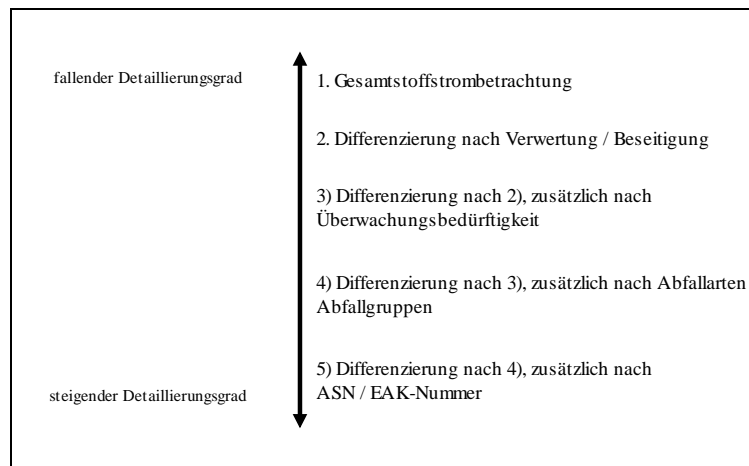 fallender Detaillierungsgrad
1. Gesamtstoffstrombetrachtung
2. Differenzierung nach Verwertung / Beseitigung
3) Differenzierung nach 2), zusätzlich nach
Überwachungsbedürftigkeit
4) Differenzierung nach 3), zusätzlich nach Abfallarten
Abfallgruppen
5) Differenzierung nach 4), zusätzlich nach
ASN / EAK-Nummer
steigender Detaillierungsgrad